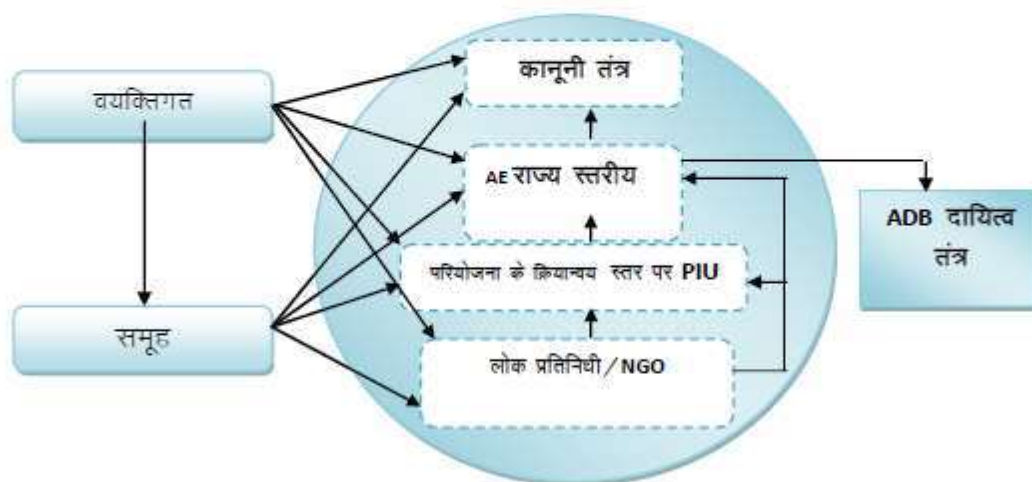 कानूनी तंत्र
वयक्तिगत
AE राज्य स्तरीय
ADB दायित्व
तंत्र
परियोजना के क्रियान्वय स्तर पर PIU
समूह
लोक प्रतिनिधी/NGO